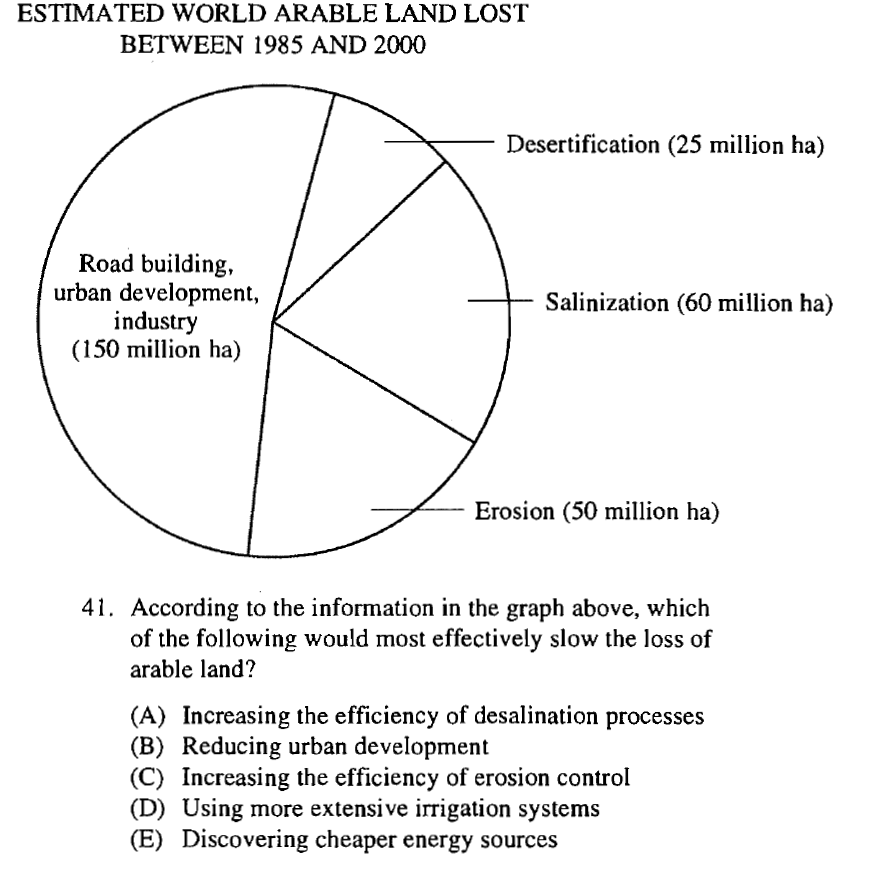 ESTIMATED WORLD ARABLE LAND LOST
BETWEEN 1985 AND 2000
Desertification (25 million ha)
Road building,
urban development,
industry
(150 million ha)
Salinization (60 million ha)
Erosion (50 million ha)
41. According to the information in the graph above, which
of the following would most effectively slow the loss of
arable land?
(A) Increasing the efficiency of desalination processes
(B) Reducing urban development
(C) Increasing the efficiency of erosion control
(D) Using more extensive irrigation systems
(E) Discovering cheaper energy sources